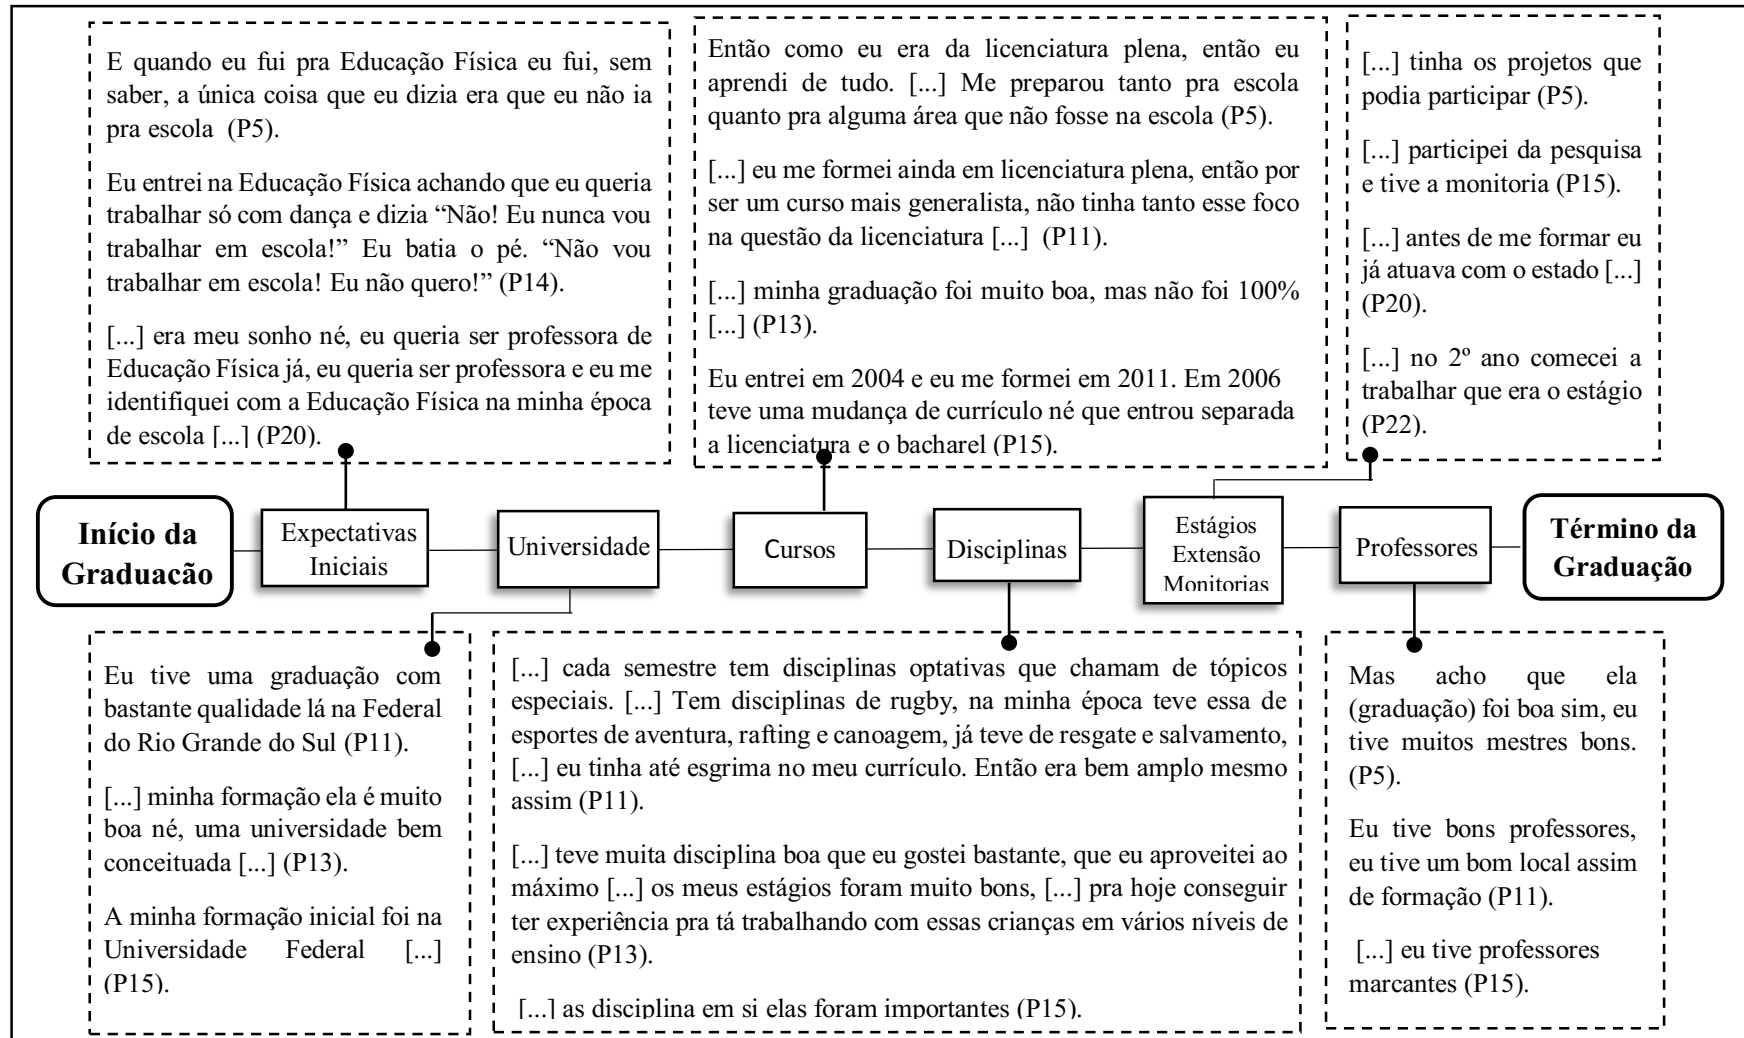 E quando eu fui pra Educação Física eu fui, sem
saber, a única coisa que eu dizia era que eu não ia
pra escola (P5).
Eu entrei na Educação Física achando que eu queria
trabalhar só com dança e dizia “Não! Eu nunca vou
trabalhar em escola!” Eu batia o pé. “Não vou
trabalhar em escola! Eu não quero!” (P14).
[...] era meu sonho né, eu queria ser professora de
Educação Física já, eu queria ser professora e eu me
identifiquei com a Educação Física na minha época
de escola [...] (P20).
Então como eu era da licenciatura plena, então eu
aprendi de tudo. [...] Me preparou tanto pra escola
quanto pra alguma área que não fosse na escola (P5).
[...] eu me formei ainda em licenciatura plena, então por
ser um curso mais generalista, não tinha tanto esse foco
na questão da licenciatura [...] (P11).
[...] minha graduação foi muito boa, mas não foi 100%
[...] (P13).
Eu entrei em 2004 e eu me formei em 2011. Em 2006
teve uma mudança de currículo né que entrou separada
a licenciatura e o bacharel (P15).
[...] tinha os projetos que
podia participar (P5).
[...] participei da pesquisa
e tive a monitoria (P15).
[...] antes de me formar eu
já atuava com o estado [...]
(P20).
[...] no 2º ano comecei a
trabalhar que era o estágio
(P22).
Início da
Graduação
Expectativas
Iniciais
Universidade
Cursos
Disciplinas
Estágios
Extensão
Monitorias
Professores
Término da
Graduação
Eu tive uma graduação com
bastante qualidade lá na Federal
do Rio Grande do Sul (P11).
[...] minha formação ela é muito
boa né, uma universidade bem
conceituada [...] (P13).
A minha formação inicial foi na
Universidade Federal [...]
(P15).
[...] cada semestre tem disciplinas optativas que chamam de tópicos
especiais. [...] Tem disciplinas de rugby, na minha época teve essa de
esportes de aventura, rafting e canoagem, já teve de resgate e salvamento,
[...] eu tinha até esgrima no meu currículo. Então era bem amplo mesmo
assim (P11).
[...] teve muita disciplina boa que eu gostei bastante, que eu aproveitei ao
máximo [...] os meus estágios foram muito bons, [...] pra hoje conseguir
ter experiência pra tá trabalhando com essas crianças em vários níveis de
ensino (P13).
[...] as disciplina em si elas foram importantes (P15).
Mas acho que ela
(graduação) foi boa sim, eu
tive muitos mestres bons.
(P5).
Eu tive bons professores,
eu tive um bom local assim
de formação (P11).
[...] eu tive professores
marcantes (P15).